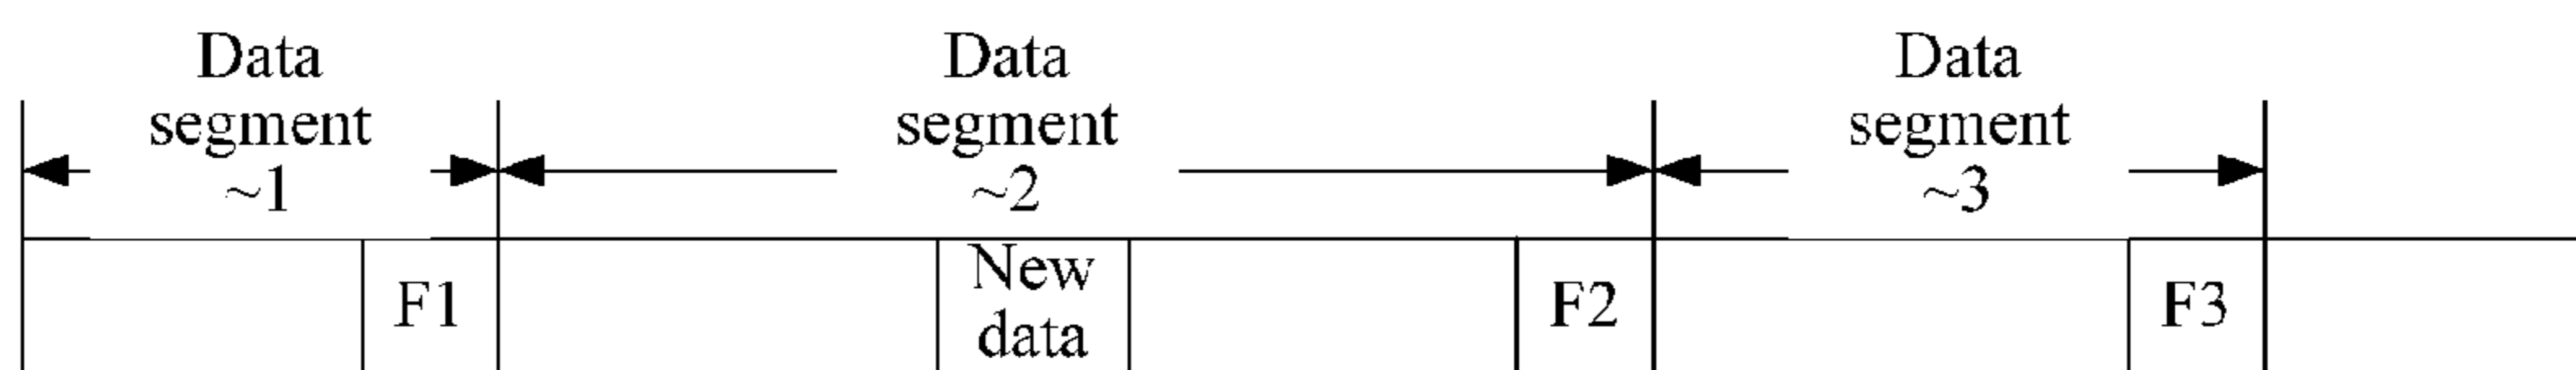 Data
segment
~1
Data
segment
~2
Data
segment
~3
F1
New
data
F2
F3